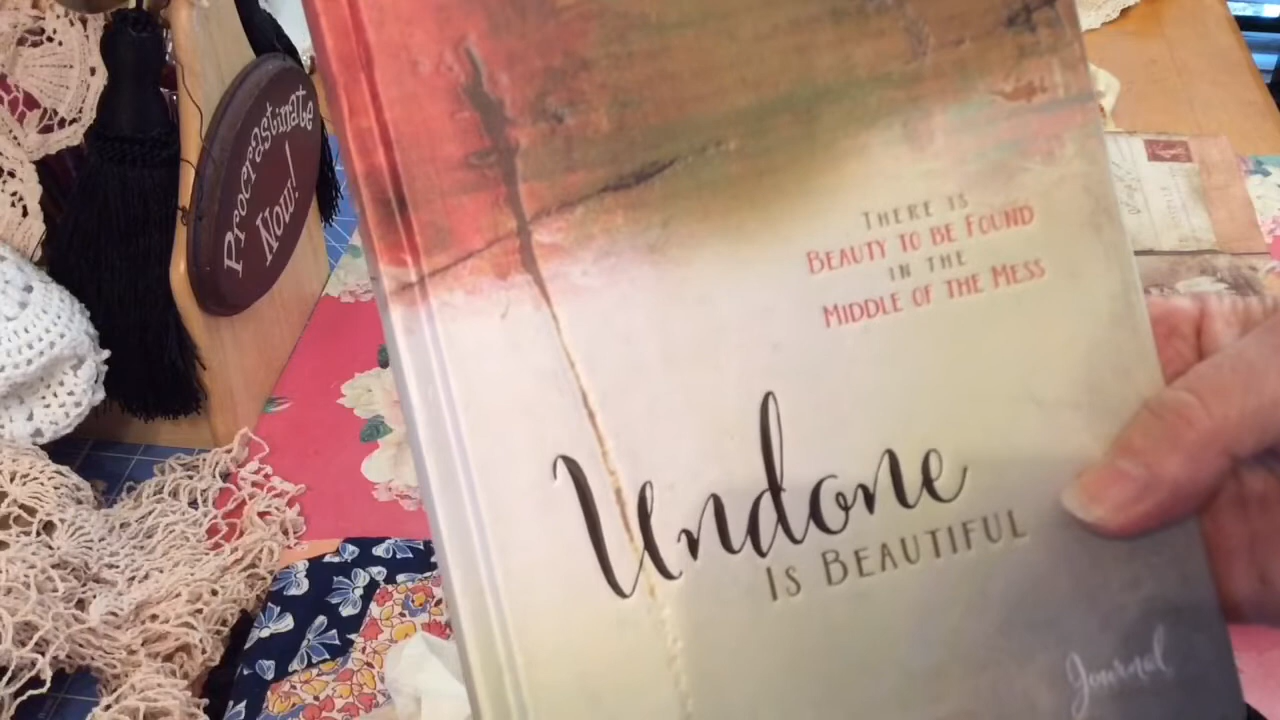 Procrastinate
Now!
THERE IS
BEAUTY TO BE FOUND
IN THE
MIDDLE OF THE MESS
Undone
IS BEAUTIFUL
Journal